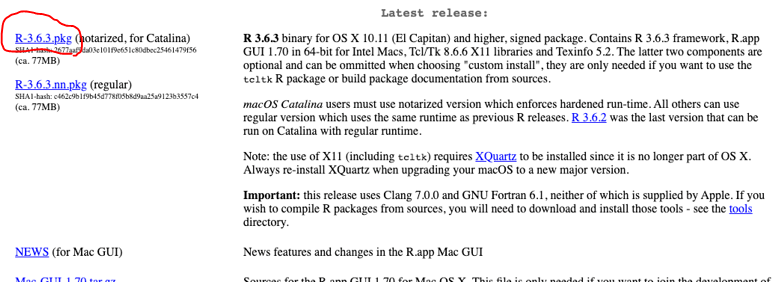 Latest release:
R-3.6.3.pkg (notarized, for Catalina)
SHA1-hash:
(ca. 77MB)
R-3.6.3.nn.pkg (regular)
SHA1-hash: c462c9b1f9b45d778f05b8d9aa25a9123b3557c4
(ca. 77MB)
R 3.6.3 binary for OS X 10.11 (El Capitan) and higher, signed package. Contains R 3.6.3 framework, R.app
GUI 1.70 in 64-bit for Intel Macs, Tcl/Tk 8.6.6 X11 libraries and Texinfo 5.2. The latter two components are
optional and can be ommitted when choosing "custom install", they are only needed if you want to use the
tcltk R package or build package documentation from sources.
macOS Catalina users must use notarized version which enforces hardened run-time. All others can use
regular version which uses the same runtime as previous R releases. R 3.6.2 was the last version that can be
run on Catalina with regular runtime.
Note: the use of X11 (including tcltk) requires XQuartz to be installed since it is no longer part of OS X.
Always re-install XQuartz when upgrading your macOS to a new major version.
Important: this release uses Clang 7.0.0 and GNU Fortran 6.1, neither of which is supplied by Apple. If you
wish to compile R packages from sources, you will need to download and install those tools - see the tools
directory.
NEWS (for Mac GUI)
News features and changes in the R.app Mac GUI
Mac-GUI-1.70.tar.gz
Sources for the R.app GUI 1.70 for Mac OS X. This file is only needed if you want to join the development of